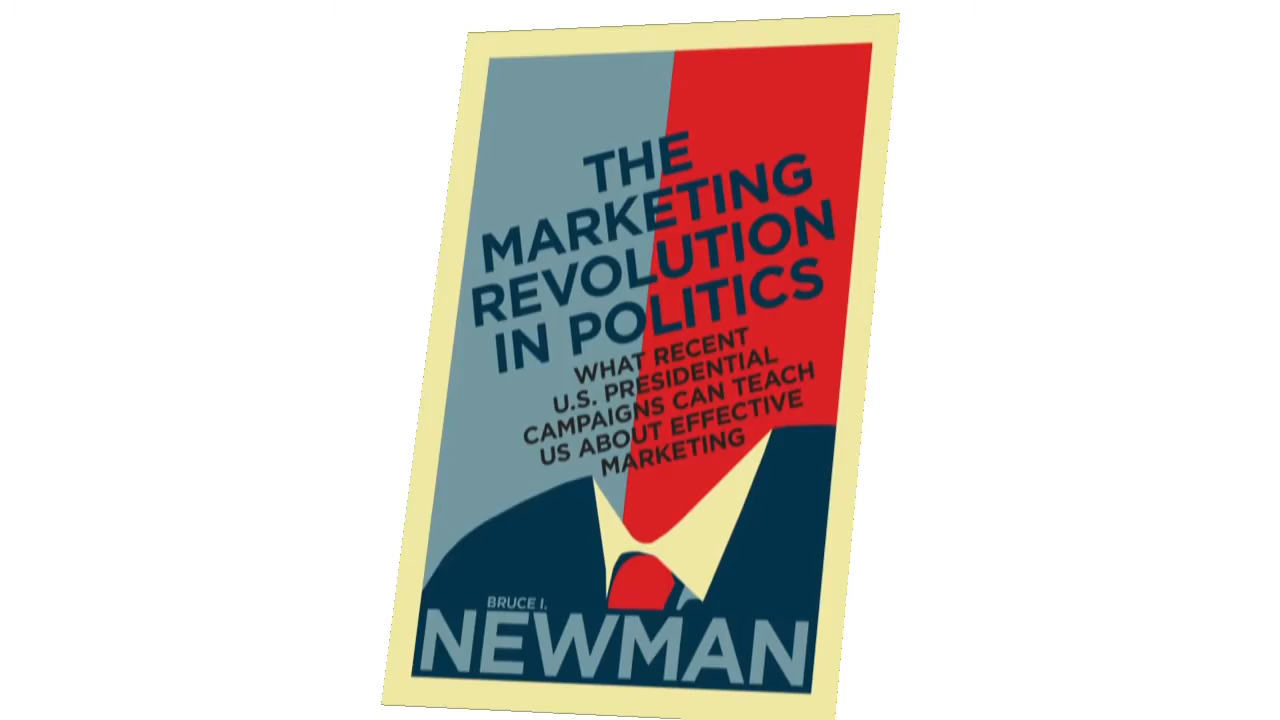 THE
MARKETING
REVOLUTION
IN POLITICS
WHAT RECENT
U.S. PRESIDENTIAL
CAMPAIGNS CAN TEACH
US ABOUT EFFECTIVE
MARKETING
BRUCE I.
NEWMAN